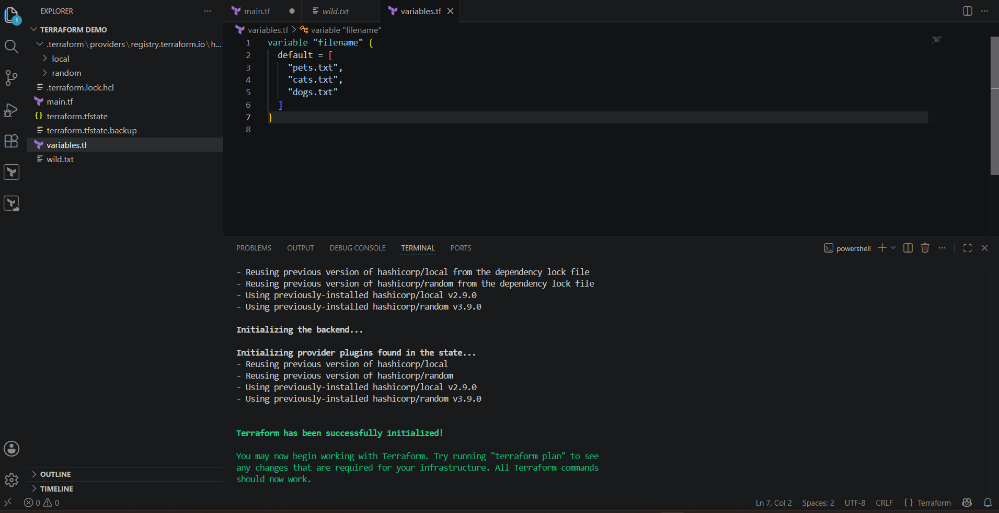 EXPLORER
TERRAFORM DEMO
.terraform\providers\registry.terraform.io\h...
local
random
.terraform.lock.hcl
main.tf
terraform.tfstate
terraform.tfstate.backup
variables.tf
wild.txt
OUTLINE
TIMELINE
1
main.tf
wild.txt
variables.tf
variables.tf > variable "filename"
1 variable "filename" {
2 default = [
3 "pets.txt",
4 "cats.txt",
5 "dogs.txt"
6 ]
7 }
8
PROBLEMS OUTPUT DEBUG CONSOLE TERMINAL PORTS
powershell
- Reusing previous version of hashicorp/local from the dependency lock file
- Reusing previous version of hashicorp/random from the dependency lock file
- Using previously-installed hashicorp/local v2.9.0
- Using previously-installed hashicorp/random v3.9.0
Initializing the backend...
Initializing provider plugins found in the state...
- Reusing previous version of hashicorp/local
- Reusing previous version of hashicorp/random
- Using previously-installed hashicorp/local v2.9.0
- Using previously-installed hashicorp/random v3.9.0
Terraform has been successfully initialized!
You may now begin working with Terraform. Try running "terraform plan" to see
any changes that are required for your infrastructure. All Terraform commands
should now work.
0 0
Ln 7, Col 2 Spaces: 2 UTF-8 CRLF { } Terraform